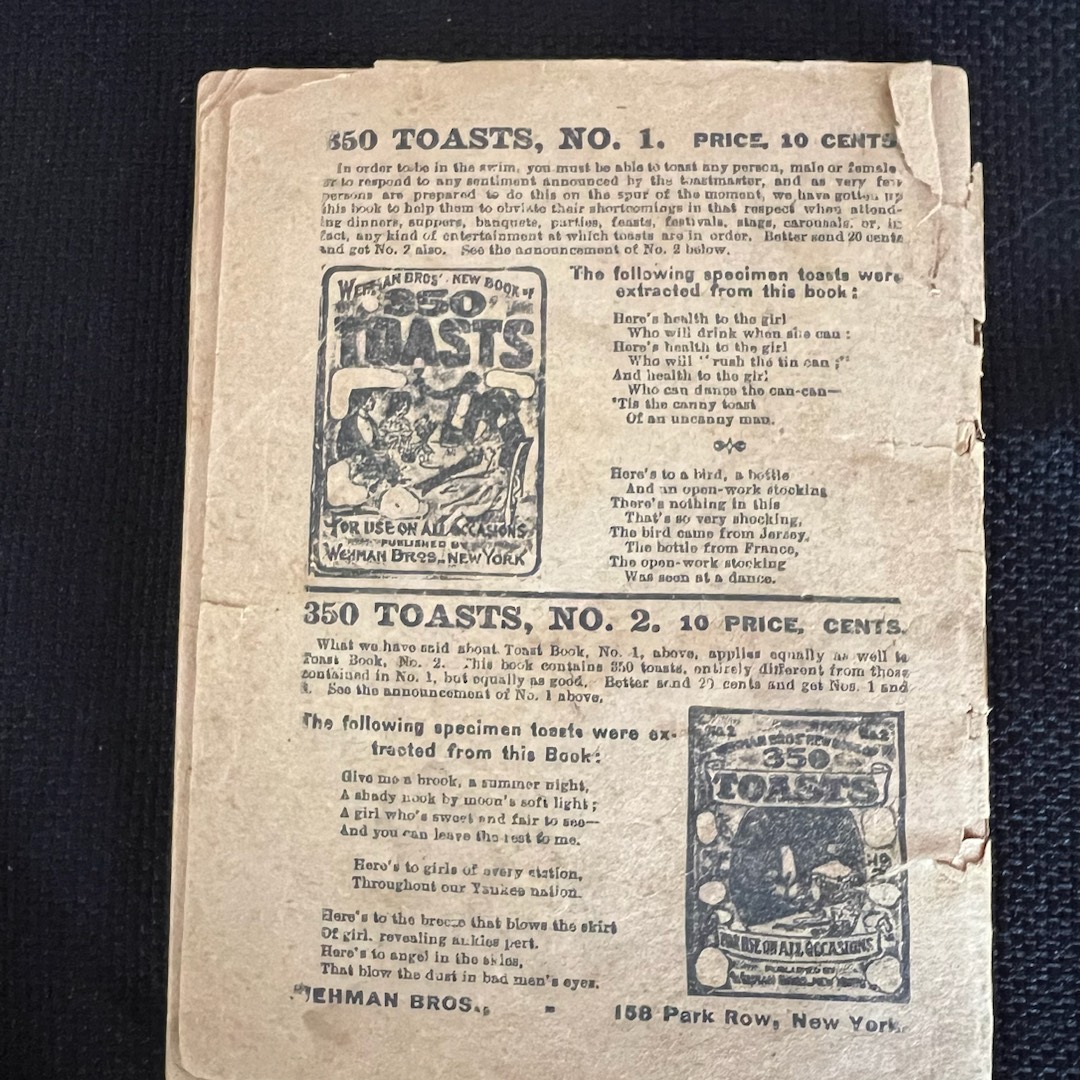 350 TOASTS, NO. 1. PRICE, 10 CENTS
In order to be in the swim, you must be able to toast any person, male or female
or to respond to any sentiment announced by the toastmaster, and as very few
persons are prepared to do this on the spur of the moment, we have gotten up
this book to help them to obviate their shortcomings in that respect when attend-
ing dinners, suppers, banquets, parties, feasts, festivals, stags, carousals, or, in
fact, any kind of entertainment at which toasts are in order. Better send 20 cents
and get No. 2 also. See the announcement of No. 2 below.
WEHMAN BROS' NEW BOOK of
350
TOASTS
FOR USE ON ALL OCCASIONS
PUBLISHED BY
WEHMAN BROS. NEW YORK
The following specimen toasts were
extracted from this book:
Here's health to the girl
Who will drink when she can:
Here's health to the girl
Who will "rush the tin can;"
And health to the girl
Who can dance the can-can—
'Tis the canny toast
Of an uncanny man.
Here's to a bird, a bottle
And an open-work stocking
There's nothing in this
That's so very shocking,
The bird came from Jersey,
The bottle from France,
The open-work stocking
Was seen at a dance.
350 TOASTS, NO. 2. 10 PRICE, CENTS.
What we have said about Toast Book, No. 1, above, applies equally as well to
Toast Book, No. 2. This book contains 350 toasts, entirely different from those
contained in No. 1, but equally as good. Better send 20 cents and get Nos. 1 and
2. See the announcement of No. 1 above.
The following specimen toasts were ex-
tracted from this Book:
Give me a brook, a summer night,
A shady nook by moon's soft light;
A girl who's sweet and fair to see—
And you can leave the rest to me.
Here's to girls of every station,
Throughout our Yankee nation.
Here's to the breeze that blows the skirt
Of girl, revealing ankles pert.
Here's to angel in the skies,
That blow the dust in bad men's eyes.
No. 2 No. 2
WEHMAN BROS' NEW BOOK OF
350
TOASTS
FOR USE ON ALL OCCASIONS
PUBLISHED BY
WEHMAN BROS. NEW YORK
WEHMAN BROS., - 158 Park Row, New York.